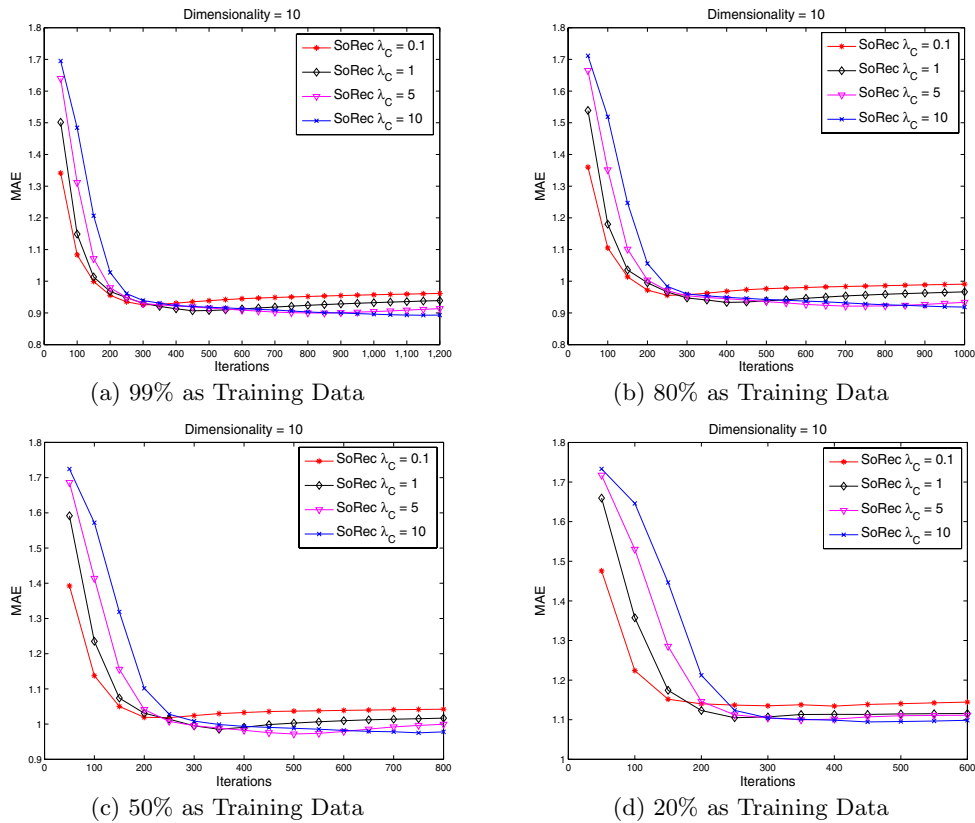 Dimensionality = 10
1.8
1.7
1.6
1.5
1.4
1.3
1.2
1.1
1
0.9
0.8
MAE
SoRec λC = 0.1
SoRec λC = 1
SoRec λC = 5
SoRec λC = 10
0 100 200 300 400 500 600 700 800 900 1,000 1,100 1,200
Iterations
(a) 99% as Training Data
Dimensionality = 10
1.8
1.7
1.6
1.5
1.4
1.3
1.2
1.1
1
0.9
0.8
MAE
SoRec λC = 0.1
SoRec λC = 1
SoRec λC = 5
SoRec λC = 10
0 100 200 300 400 500 600 700 800 900 1000
Iterations
(b) 80% as Training Data
Dimensionality = 10
1.8
1.7
1.6
1.5
1.4
1.3
1.2
1.1
1
0.9
MAE
SoRec λC = 0.1
SoRec λC = 1
SoRec λC = 5
SoRec λC = 10
0 100 200 300 400 500 600 700 800
Iterations
(c) 50% as Training Data
Dimensionality = 10
1.8
1.7
1.6
1.5
1.4
1.3
1.2
1.1
1
MAE
SoRec λC = 0.1
SoRec λC = 1
SoRec λC = 5
SoRec λC = 10
0 100 200 300 400 500 600
Iterations
(d) 20% as Training Data